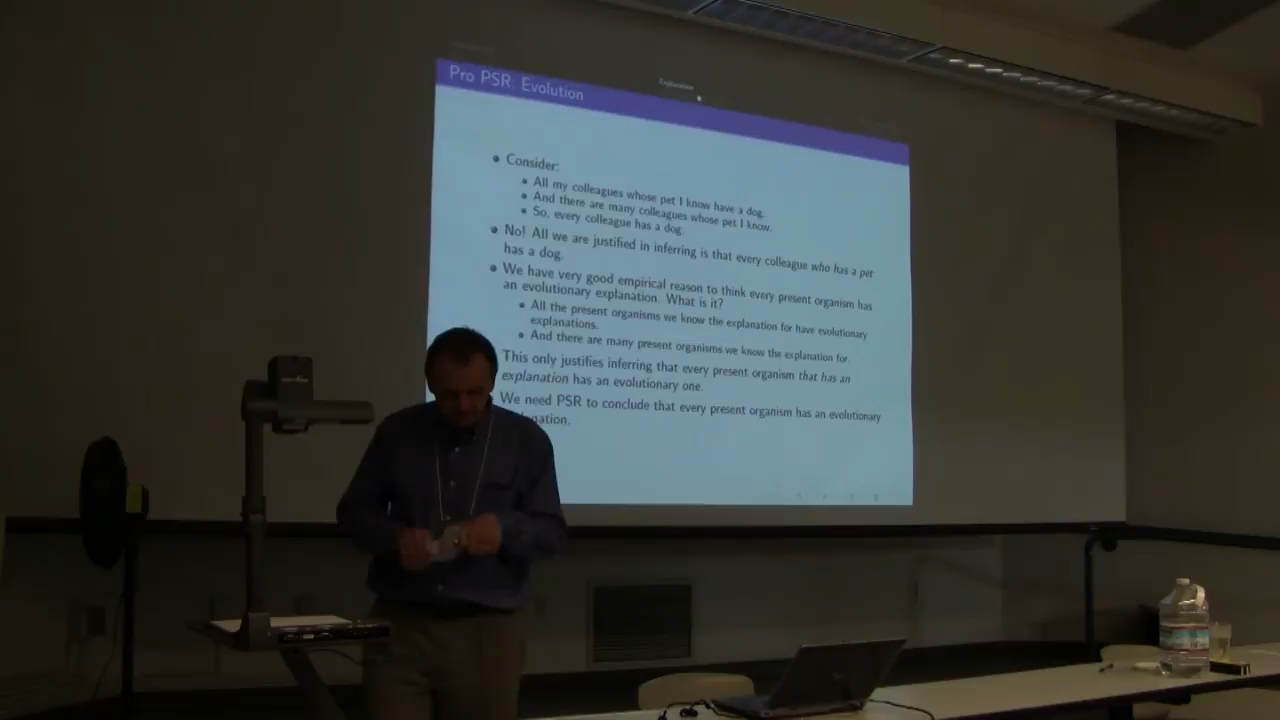 Explanation
Pro PSR: Evolution
Consider:
All my colleagues whose pet I know have a dog.
And there are many colleagues whose pet I know.
So, every colleague has a dog.
No! All we are justified in inferring is that every colleague who has a pet
has a dog.
We have very good empirical reason to think every present organism has
an evolutionary explanation. What is it?
All the present organisms we know the explanation for have evolutionary
explanations.
And there are many present organisms we know the explanation for.
This only justifies inferring that every present organism that has an
explanation has an evolutionary one.
We need PSR to conclude that every present organism has an evolutionary
nation.